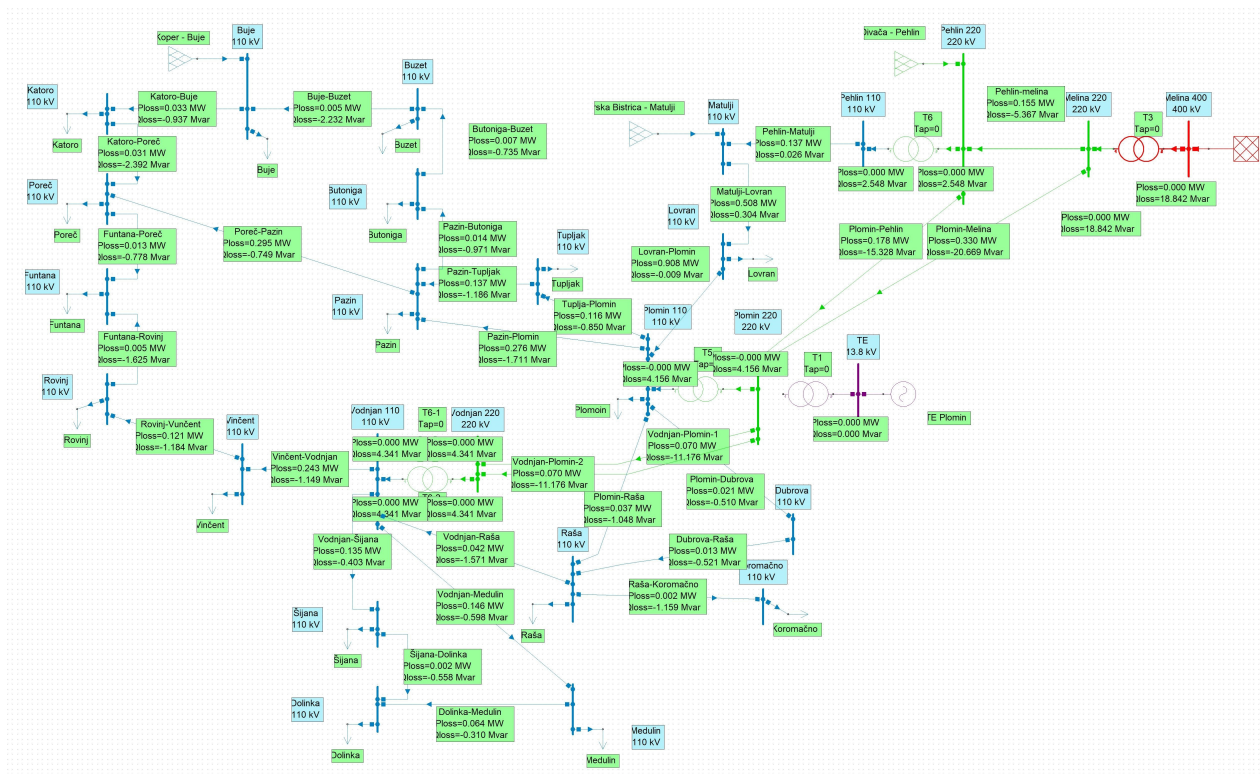 Koper - Buje
Buje
110 kV
Divača - Pehlin
Pehlin 220
220 kV
Buzet
110 kV
Katoro
110 kV
Katoro-Buje
Ploss=0.033 MW
Qloss=-0.937 Mvar
Buje-Buzet
Ploss=0.005 MW
Qloss=-2.232 Mvar
Pehlin-melina
Ploss=0.155 MW
Qloss=-5.367 Mvar
Melina 220
220 kV
Melina 400
400 kV
Pehlin 110
110 kV
Matulji
110 kV
T6
Tap=0
T3
Tap=0
Katoro
Katoro-Poreč
Ploss=0.031 MW
Qloss=-2.392 Mvar
Buje
Buzet
Butoniga-Buzet
Ploss=0.007 MW
Qloss=-0.735 Mvar
Pehlin-Matulji
Ploss=0.137 MW
Qloss=0.026 Mvar
Ploss=0.000 MW
Qloss=2.548 Mvar
Ploss=0.000 MW
Qloss=2.548 Mvar
Ploss=0.000 MW
Qloss=18.842 Mvar
Ploss=0.000 MW
Qloss=18.842 Mvar
Poreč
110 kV
Poreč
Butoniga
110 kV
Butoniga
Matulji-Lovran
Ploss=0.508 MW
Qloss=0.304 Mvar
Lovran
110 kV
Lovran
Funtana-Poreč
Ploss=0.013 MW
Qloss=-0.778 Mvar
Poreč-Pazin
Ploss=0.295 MW
Qloss=-0.749 Mvar
Pazin-Butoniga
Ploss=0.014 MW
Qloss=-0.971 Mvar
Tupljak
110 kV
Tupljak
Lovran-Plomin
Ploss=0.908 MW
Qloss=-0.009 Mvar
Plomin-Pehlin
Ploss=0.178 MW
Qloss=-15.328 Mvar
Plomin-Melina
Ploss=0.330 MW
Qloss=-20.669 Mvar
Funtana
110 kV
Funtana
Pazin
110 kV
Pazin
Pazin-Tupljak
Ploss=0.137 MW
Qloss=-1.186 Mvar
Tuplja-Plomin
Ploss=0.116 MW
Qloss=-0.850 Mvar
Plomin 110
110 kV
Plomin 220
220 kV
Pazin-Plomin
Ploss=0.276 MW
Qloss=-1.711 Mvar
Funtana-Rovinj
Ploss=0.005 MW
Qloss=-1.625 Mvar
TE
13.8 kV
T1
Tap=0
T5
Ploss=-0.000 MW
Qloss=4.156 Mvar
Ploss=-0.000 MW
Qloss=4.156 Mvar
Ploss=0.000 MW
Qloss=0.000 Mvar
TE Plomin
Plomoin
Rovinj
110 kV
Rovinj
Rovinj-Vunčent
Ploss=0.121 MW
Qloss=-1.184 Mvar
Vinčent
110 kV
Vinčent
Vinčent-Vodnjan
Ploss=0.243 MW
Qloss=-1.149 Mvar
Vodnjan 110
110 kV
T6-1
Tap=0
Vodnjan 220
220 kV
Ploss=0.000 MW
Qloss=4.341 Mvar
Ploss=0.000 MW
Qloss=4.341 Mvar
Ploss=0.000 MW
Qloss=4.341 Mvar
Ploss=0.000 MW
Qloss=4.341 Mvar
Vodnjan-Plomin-1
Ploss=0.070 MW
Qloss=-11.176 Mvar
Vodnjan-Plomin-2
Ploss=0.070 MW
Qloss=-11.176 Mvar
Plomin-Dubrova
Ploss=0.021 MW
Qloss=-0.510 Mvar
Plomin-Raša
Ploss=0.037 MW
Qloss=-1.048 Mvar
Dubrova
110 kV
Vodnjan-Šijana
Ploss=0.135 MW
Qloss=-0.403 Mvar
Vodnjan-Raša
Ploss=0.042 MW
Qloss=-1.571 Mvar
Raša
110 kV
Raša
Dubrova-Raša
Ploss=0.013 MW
Qloss=-0.521 Mvar
110 kV
Raša-Koromačno
Ploss=0.002 MW
Qloss=-1.159 Mvar
Koromačno
Vodnjan-Medulin
Ploss=0.146 MW
Qloss=-0.598 Mvar
Šijana
110 kV
Šijana
Šijana-Dolinka
Ploss=0.002 MW
Qloss=-0.558 Mvar
Dolinka
110 kV
Dolinka
Dolinka-Medulin
Ploss=0.064 MW
Qloss=-0.310 Mvar
Medulin
110 kV
Medulin